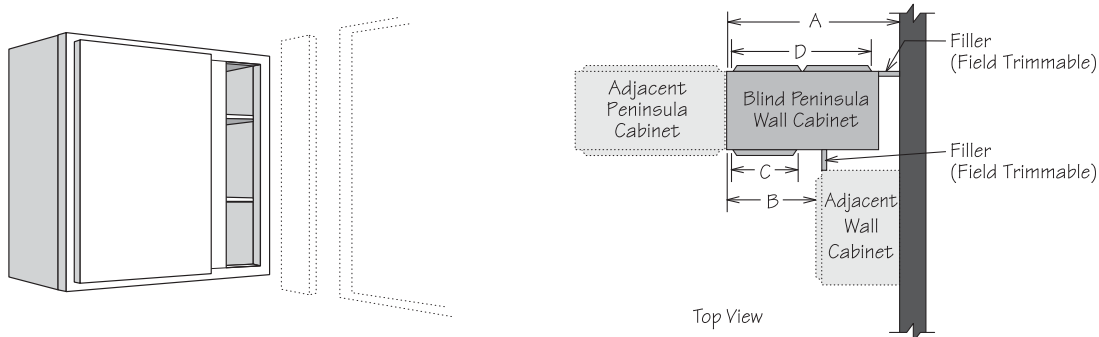 A
D
Filler
(Field Trimmable)
Adjacent
Peninsula
Cabinet
Blind Peninsula
Wall Cabinet
Filler
(Field Trimmable)
C
B
Adjacent
Wall
Cabinet
Top View